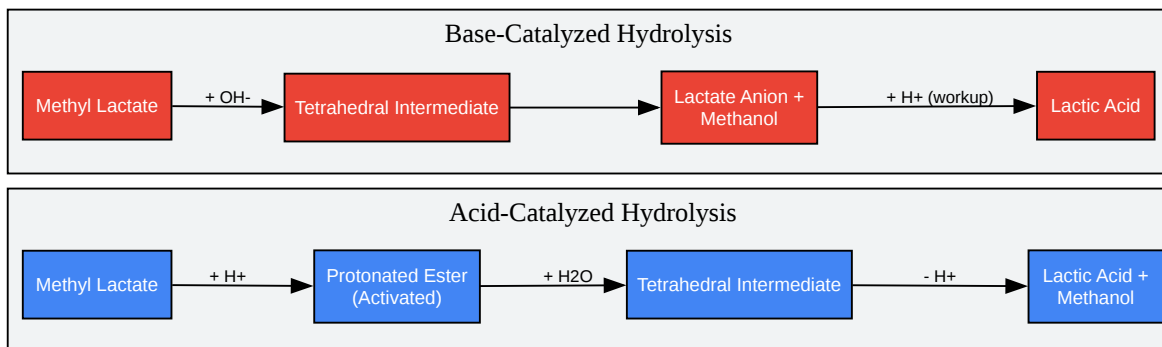 Base-Catalyzed Hydrolysis
Methyl Lactate
+ OH-
Tetrahedral Intermediate
Lactate Anion +
Methanol
+ H+ (workup)
Lactic Acid
Acid-Catalyzed Hydrolysis
Methyl Lactate
+ H+
Protonated Ester
(Activated)
+ H2O
Tetrahedral Intermediate
- H+
Lactic Acid +
Methanol